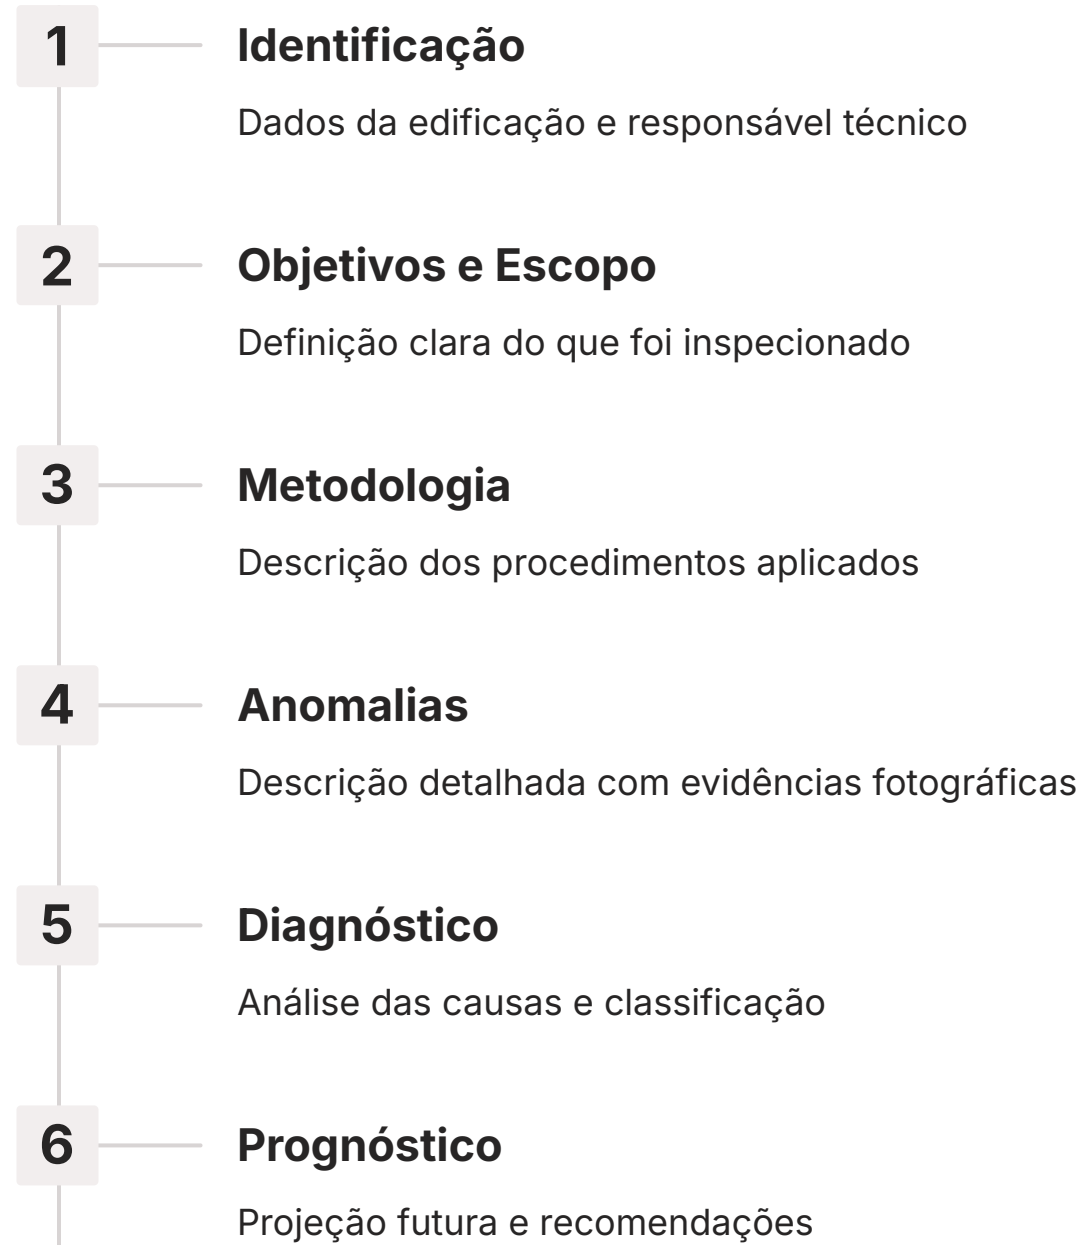 1
Identificação
Dados da edificação e responsável técnico
2
Objetivos e Escopo
Definição clara do que foi inspecionado
3
Metodologia
Descrição dos procedimentos aplicados
4
Anomalias
Descrição detalhada com evidências fotográficas
5
Diagnóstico
Análise das causas e classificação
6
Prognóstico
Projeção futura e recomendações